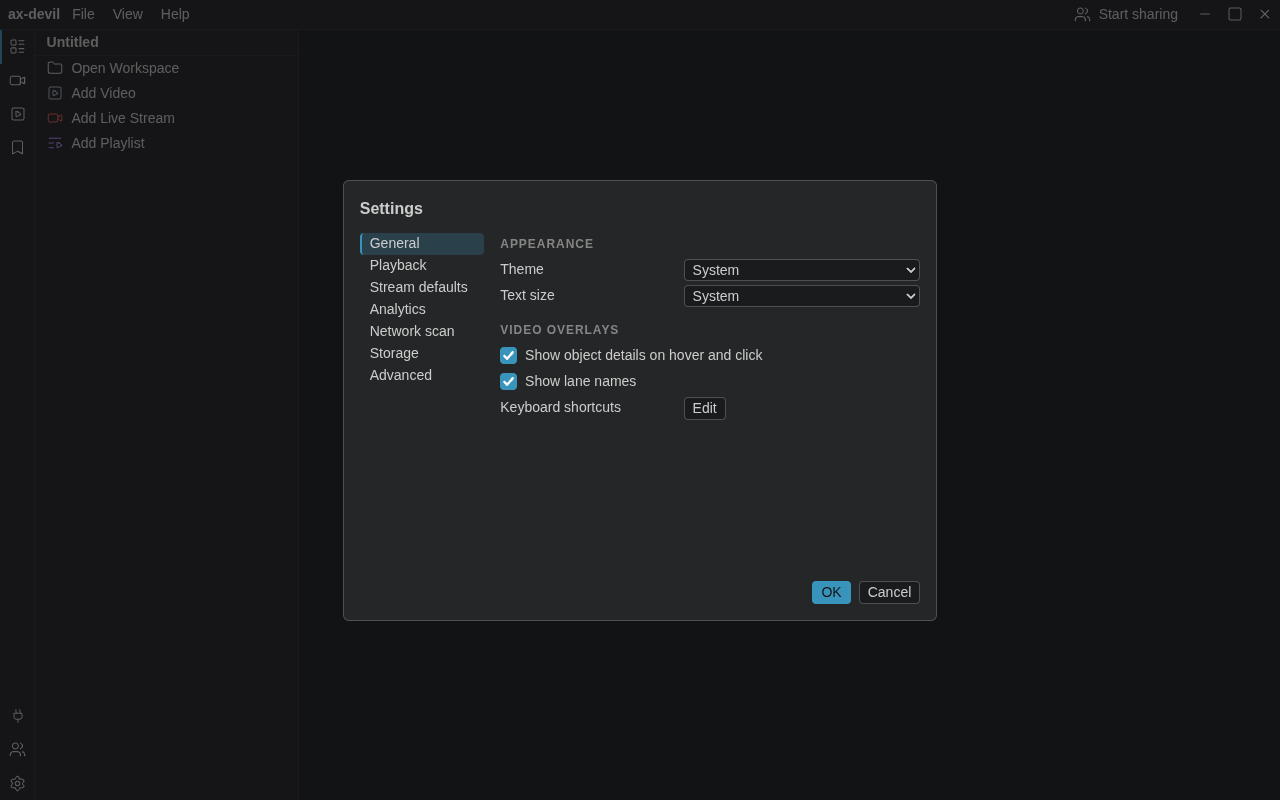 ax-devil File View Help Start sharing
Untitled
Open Workspace
Add Video
Add Live Stream
Add Playlist
Settings
General
Playback
Stream defaults
Analytics
Network scan
Storage
Advanced
APPEARANCE
Theme System
Text size System
VIDEO OVERLAYS
Show object details on hover and click
Show lane names
Keyboard shortcuts Edit
OK Cancel